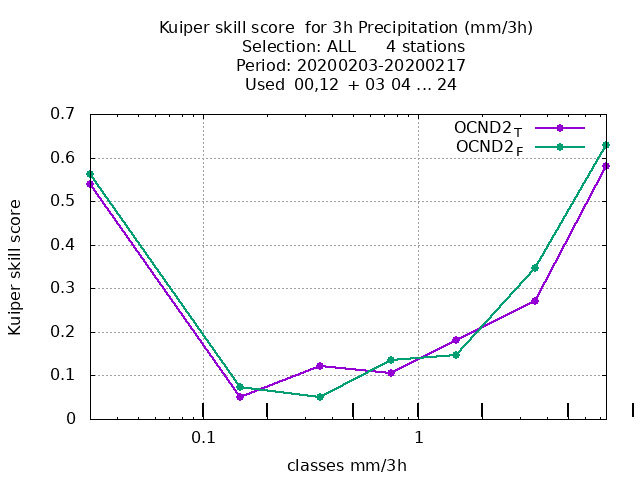 Kuiper skill score  for 3h Precipitation (mm/3h)
Selection: ALL      4 stations
Period: 20200203-20200217
Used  00,12  + 03 04 ... 24
OCND2_T
OCND2_F
0.7
0.6
0.5
0.4
0.3
0.2
0.1
0
Kuiper skill score
0.1
1
classes mm/3h